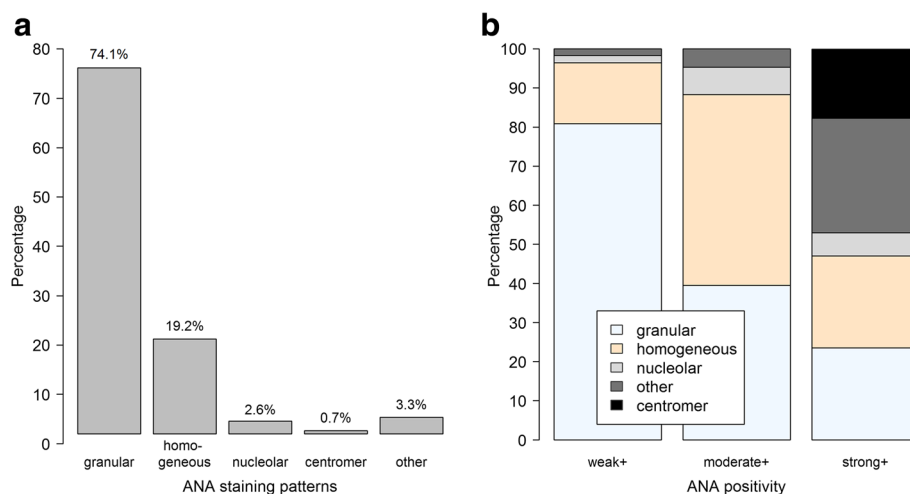 a
80
70
60
50
40
30
20
10
0
Percentage
74.1%
19.2%
2.6%
0.7%
3.3%
granular
homo-
geneous
nucleolar
centromer
other
ANA staining patterns
b
100
90
80
70
60
50
40
30
20
10
0
Percentage
granular
homogeneous
nucleolar
other
centromer
weak+
moderate+
strong+
ANA positivity